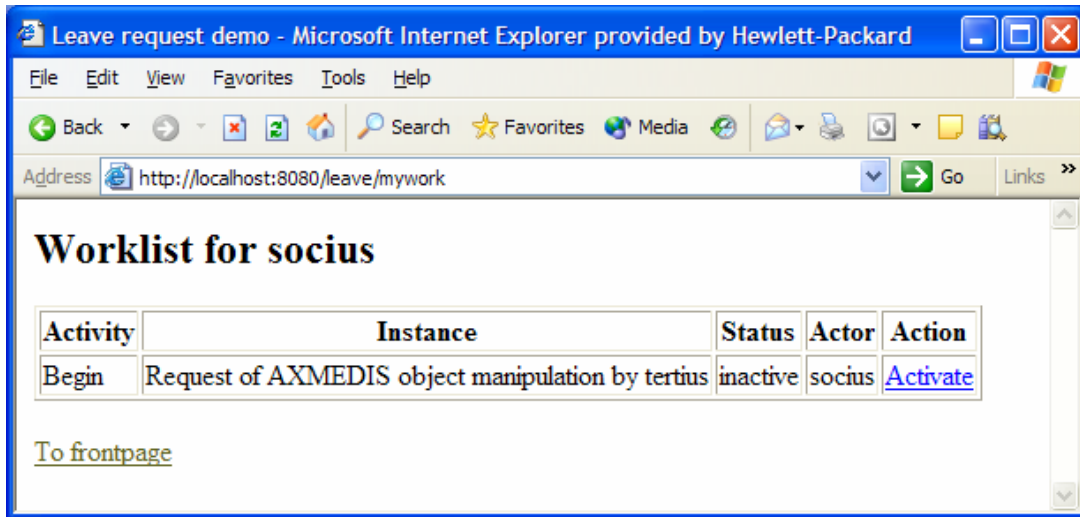 Leave request demo - Microsoft Internet Explorer provided by Hewlett-Packard
File Edit View Favorites Tools Help
Back Search Favorites Media
Address http://localhost:8080/leave/mywork Go Links »
Worklist for socius
Activity Instance Status Actor Action
Begin Request of AXMEDIS object manipulation by tertius inactive socius Activate
To frontpage